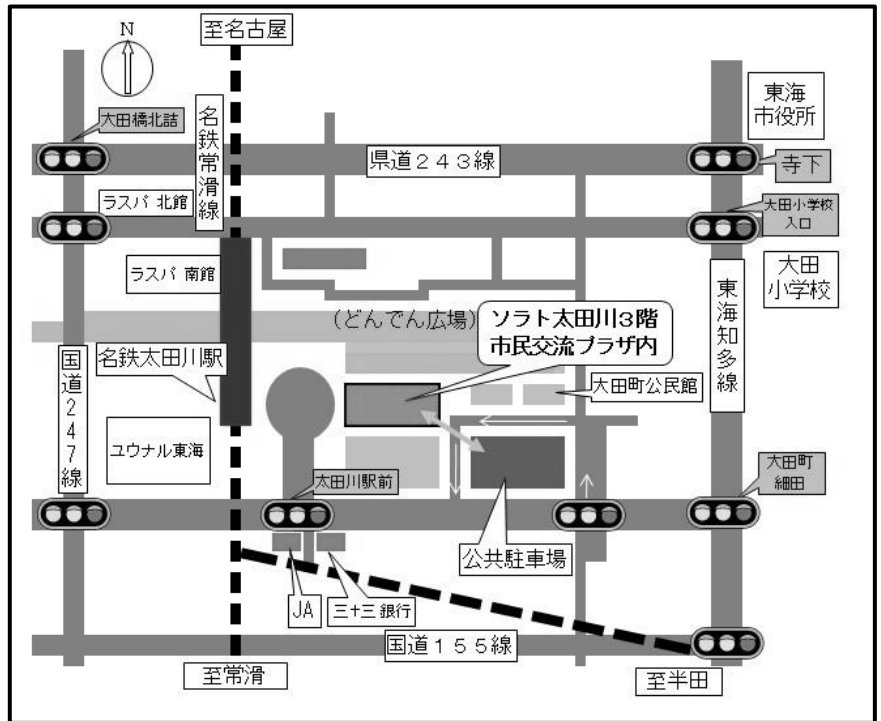 至名古屋
N
大田橋北詰
名鉄常滑線
県道243線
東海
市役所
寺下
ラスパ 北館
大田小学校
入口
ラスパ 南館
大田
小学校
(どんでん広場)
ソラト太田川3階
市民交流プラザ内
東海知多線
名鉄太田川駅
国道247線
大田町公民館
ユウナル東海
太田川駅前
大田町
細田
公共駐車場
JA
三十三銀行
国道155線
至常滑
至半田